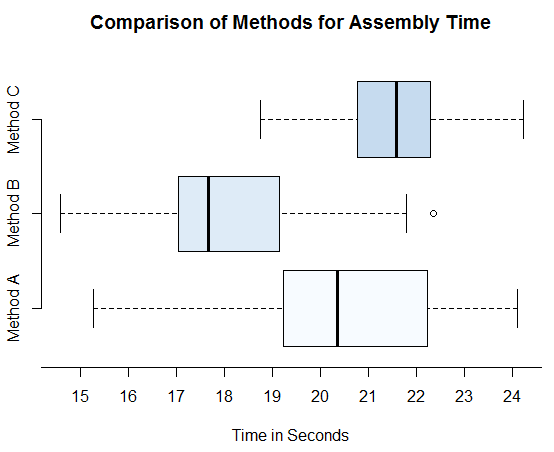 Comparison of Methods for Assembly Time
Method C
Method B
Method A
15 16 17 18 19 20 21 22 23 24
Time in Seconds